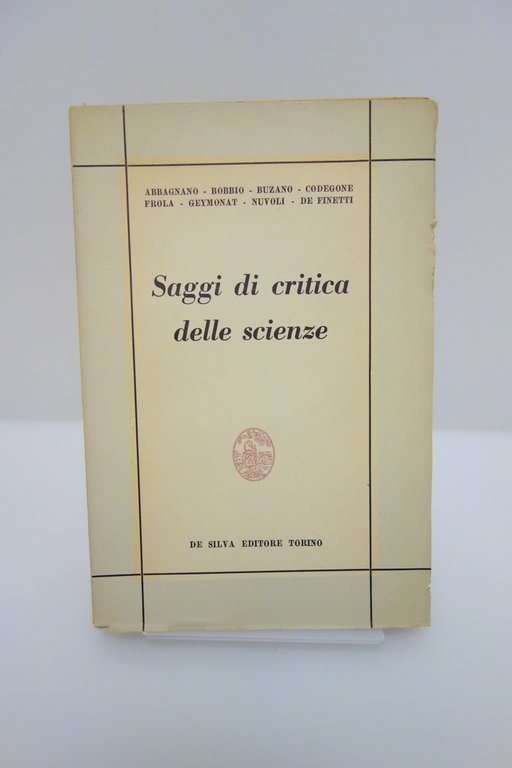 ABBAGNANO - BOBBIO - BUZANO - CODEGONE
FROLA - GEYMONAT - NUVOLI - DE FINETTI
Saggi di critica
delle scienze
DE SILVA EDITORE TORINO